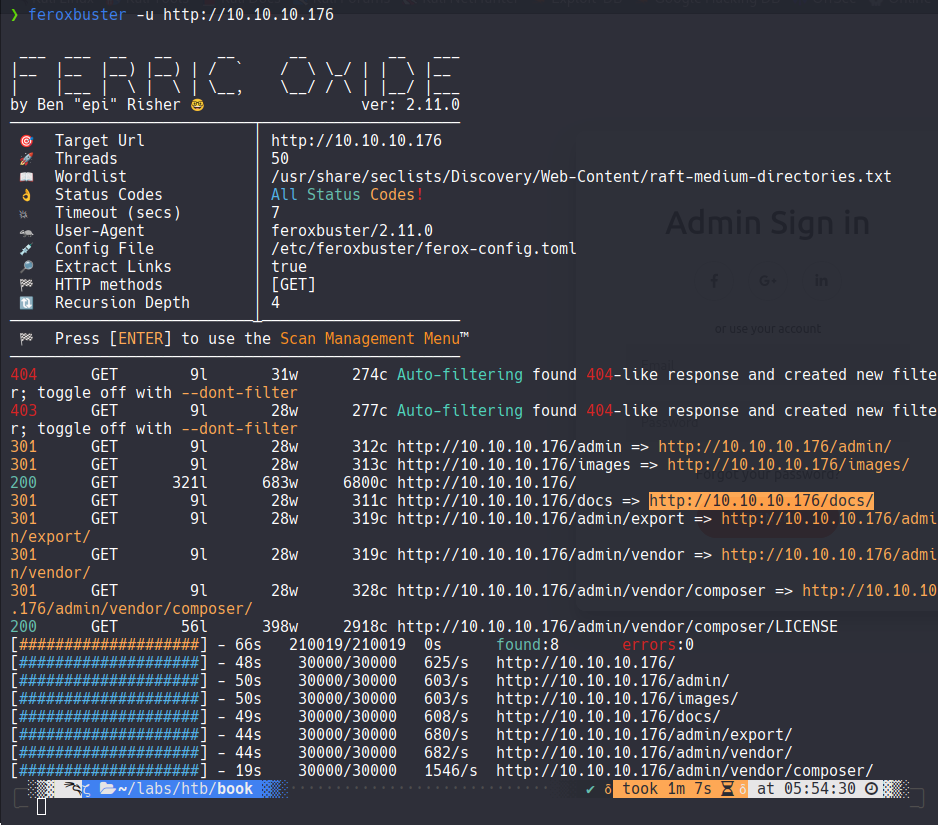 ❯ feroxbuster -u http://10.10.10.176
FERRIC OXIDE
by Ben "epi" Risher 🤓 ver: 2.11.0
🎯 Target Url │ http://10.10.10.176
🚀 Threads │ 50
📖 Wordlist │ /usr/share/seclists/Discovery/Web-Content/raft-medium-directories.txt
👌 Status Codes │ All Status Codes!
💥 Timeout (secs) │ 7
🦡 User-Agent │ feroxbuster/2.11.0
💉 Config File │ /etc/feroxbuster/ferox-config.toml
🔎 Extract Links │ true
🏁 HTTP methods │ [GET]
🔃 Recursion Depth │ 4
🏁 Press [ENTER] to use the Scan Management Menu™
404 GET 9l 31w 274c Auto-filtering found 404-like response and created new filte
r; toggle off with --dont-filter
403 GET 9l 28w 277c Auto-filtering found 404-like response and created new filte
r; toggle off with --dont-filter
301 GET 9l 28w 312c http://10.10.10.176/admin => http://10.10.10.176/admin/
301 GET 9l 28w 313c http://10.10.10.176/images => http://10.10.10.176/images/
200 GET 321l 683w 6800c http://10.10.10.176/
301 GET 9l 28w 311c http://10.10.10.176/docs => http://10.10.10.176/docs/
301 GET 9l 28w 319c http://10.10.10.176/admin/export => http://10.10.10.176/admi
n/export/
301 GET 9l 28w 319c http://10.10.10.176/admin/vendor => http://10.10.10.176/admi
n/vendor/
301 GET 9l 28w 328c http://10.10.10.176/admin/vendor/composer => http://10.10.10
.176/admin/vendor/composer/
200 GET 56l 398w 2918c http://10.10.10.176/admin/vendor/composer/LICENSE
[####################] - 66s 210019/210019 0s found:8 errors:0
[####################] - 48s 30000/30000 625/s http://10.10.10.176/
[####################] - 50s 30000/30000 603/s http://10.10.10.176/admin/
[####################] - 50s 30000/30000 603/s http://10.10.10.176/images/
[####################] - 49s 30000/30000 608/s http://10.10.10.176/docs/
[####################] - 44s 30000/30000 680/s http://10.10.10.176/admin/export/
[####################] - 44s 30000/30000 682/s http://10.10.10.176/admin/vendor/
[####################] - 19s 30000/30000 1546/s http://10.10.10.176/admin/vendor/composer/
~/labs/htb/book ✔ took 1m 7s at 05:54:30
Admin Sign in
G+ in
or use your account